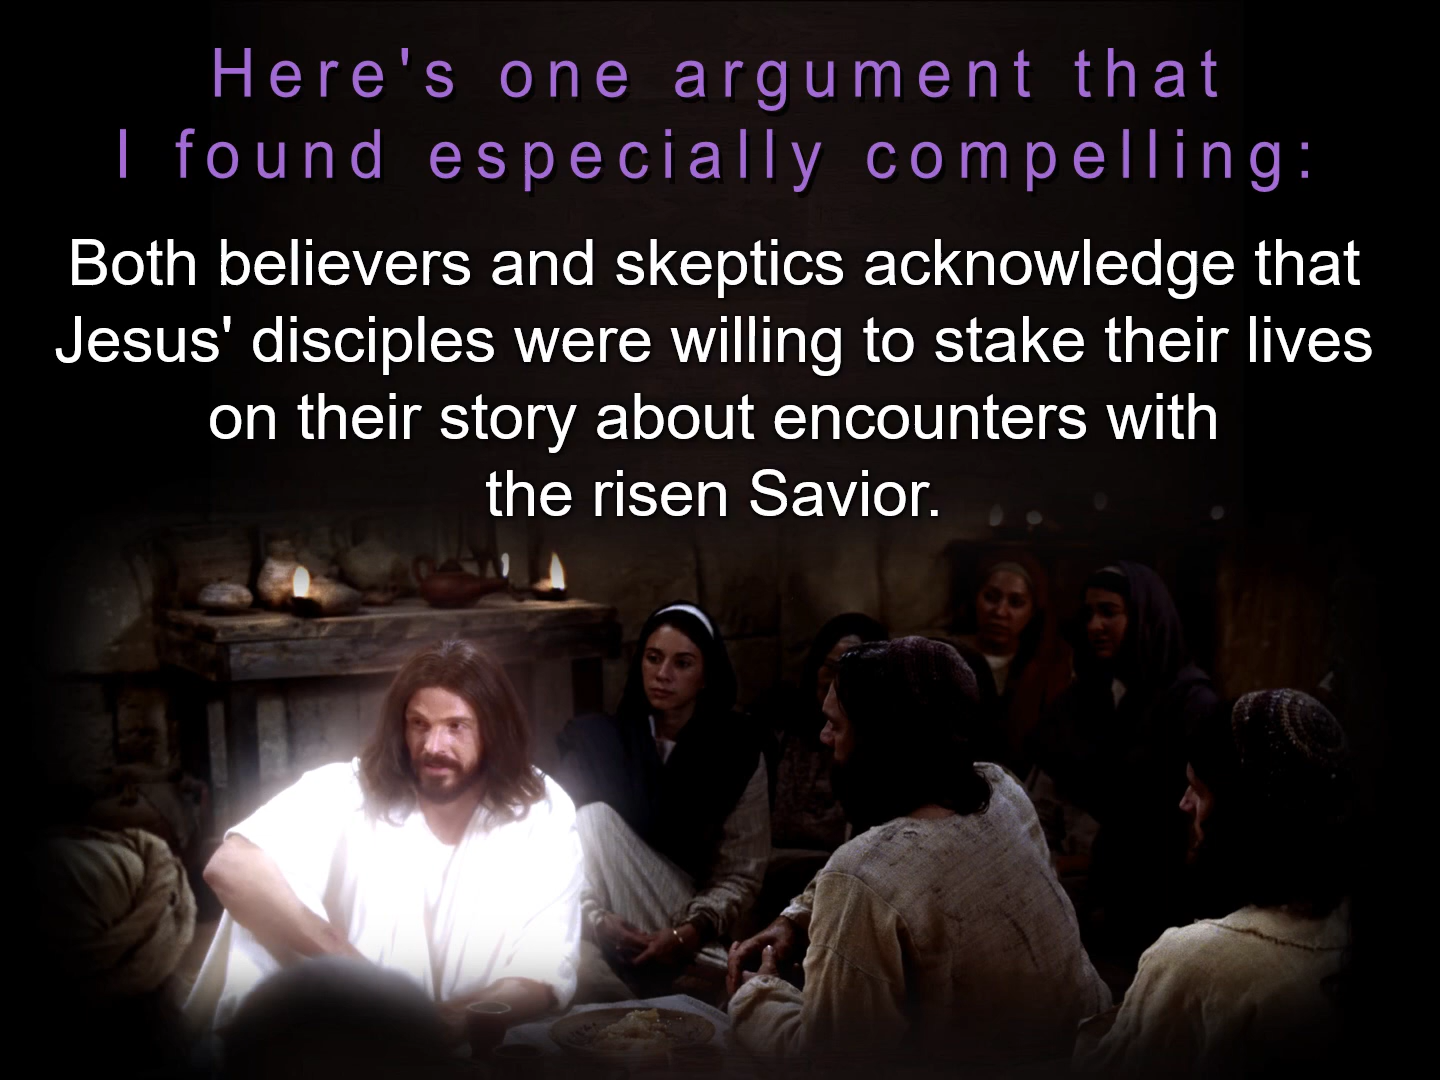 Here's one argument that
I found especially compelling:
Both believers and skeptics acknowledge that
Jesus' disciples were willing to stake their lives
on their story about encounters with
the risen Savior.